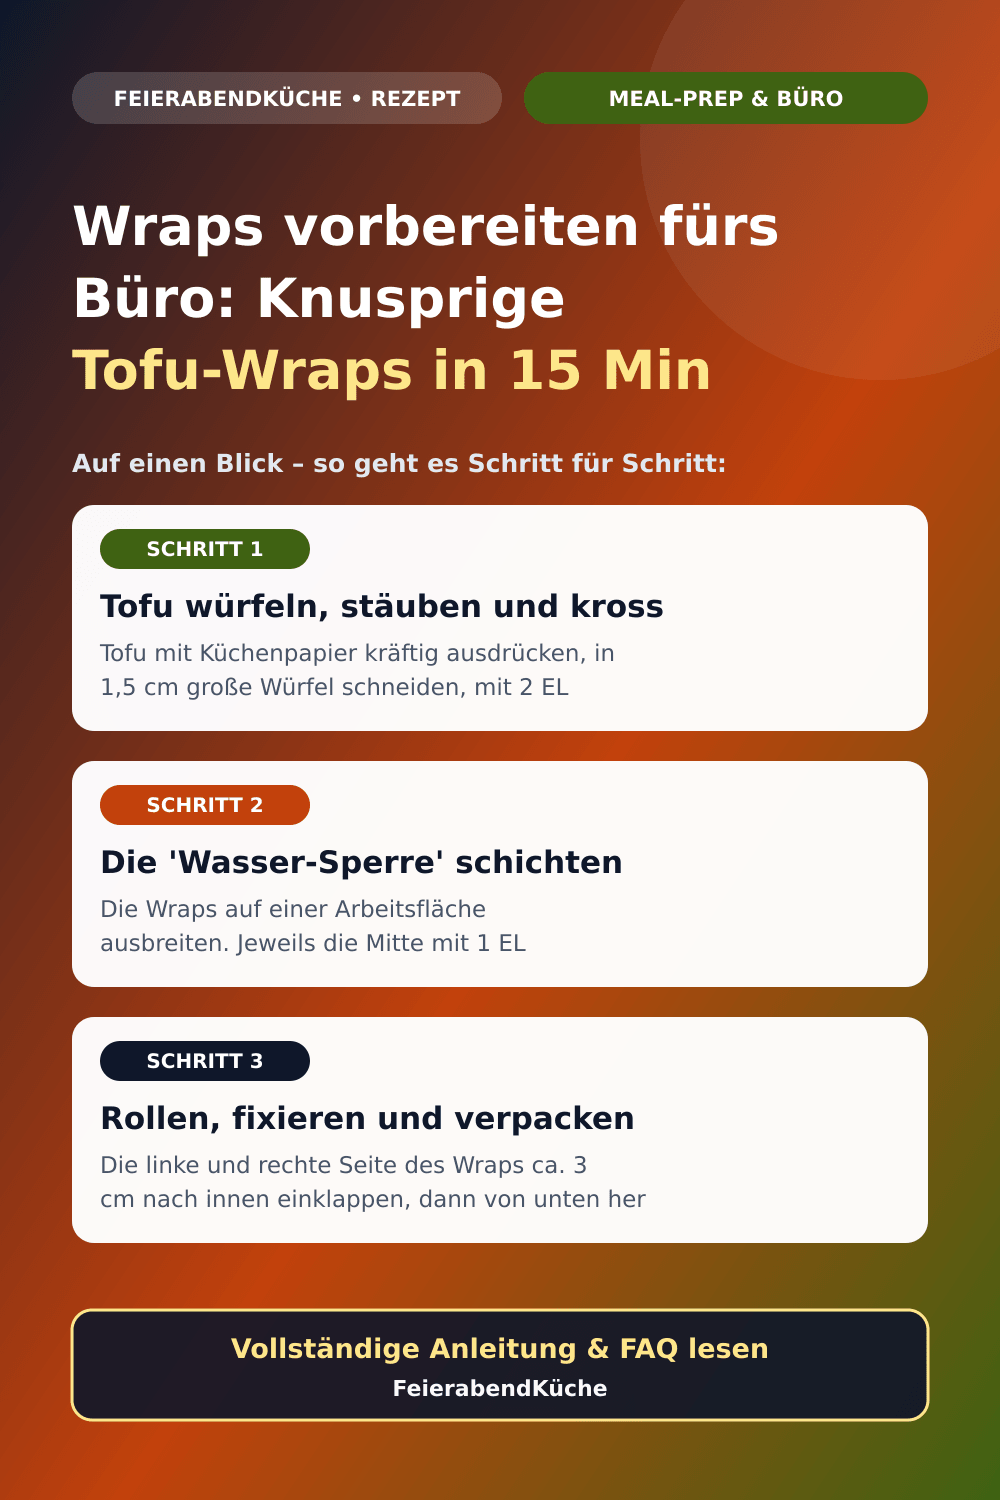 FEIERABENDKÜCHE • REZEPT
MEAL-PREP & BÜRO
Wraps vorbereiten fürs
Büro: Knusprige
Tofu-Wraps in 15 Min
Auf einen Blick – so geht es Schritt für Schritt:
SCHRITT 1
Tofu würfeln, stäuben und kross
Tofu mit Küchenpapier kräftig ausdrücken, in
1,5 cm große Würfel schneiden, mit 2 EL
SCHRITT 2
Die 'Wasser-Sperre' schichten
Die Wraps auf einer Arbeitsfläche
ausbreiten. Jeweils die Mitte mit 1 EL
SCHRITT 3
Rollen, fixieren und verpacken
Die linke und rechte Seite des Wraps ca. 3
cm nach innen einklappen, dann von unten her
Vollständige Anleitung & FAQ lesen
FeierabendKüche